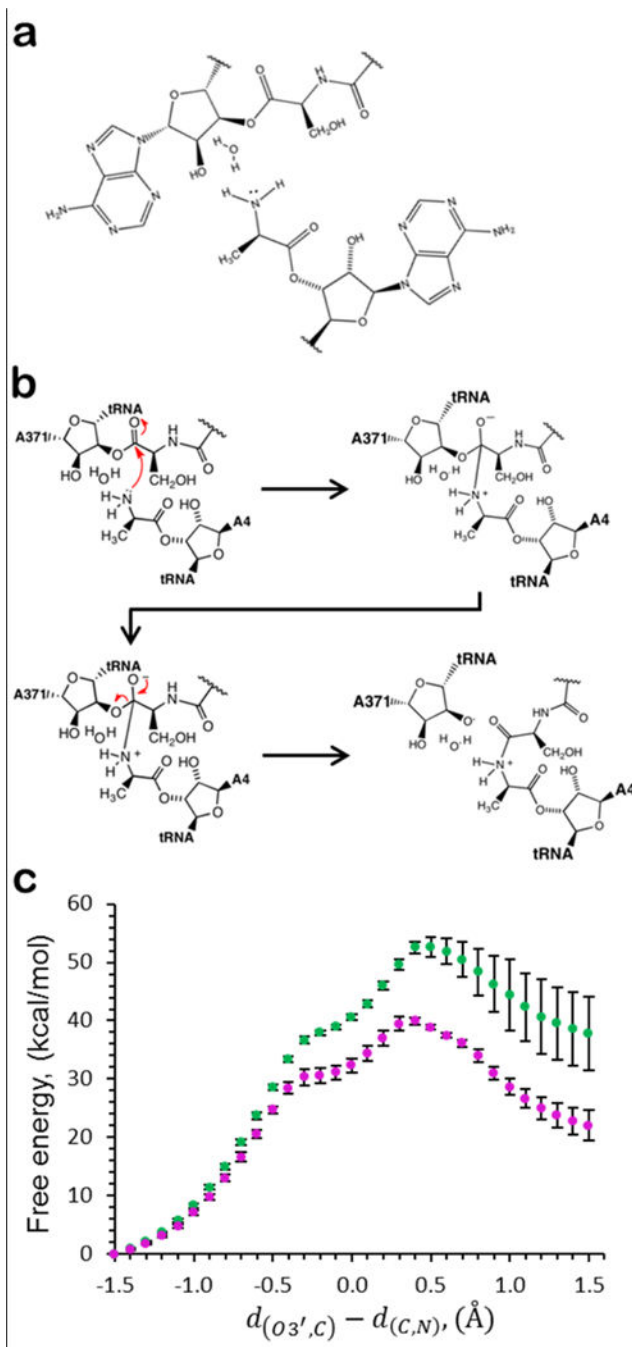 a
O
O
H
N
O
O
CH₂OH
O
N
N
H
O
H
HO
N
N
H₂N
H
N
H
H₃C
O
O
OH
N
N
NH₂
N
N
O
b
tRNA
O
O
H
N
A371
O
O
HO
H O H
CH₂OH
H
N
H
H₃C
O
O
HO
A4
O
tRNA
tRNA
O⁻
O
H
N
A371
O
O
HO
H O H
CH₂OH
H
N⁺
H
H₃C
O
O
HO
A4
O
tRNA
tRNA
O⁻
O
H
N
A371
O
O
HO
H O H
CH₂OH
H
N⁺
H
H₃C
O
O
HO
A4
O
tRNA
tRNA
O
A371
O⁻
HO
H O H
O
H
N
O
CH₂OH
H
N⁺
H
H₃C
O
O
HO
A4
O
tRNA
c
Free energy, (kcal/mol)
60
50
40
30
20
10
0
-1.5 -1.0 -0.5 0.0 0.5 1.0 1.5
d(O3′,C) − d(C,N), (Å)